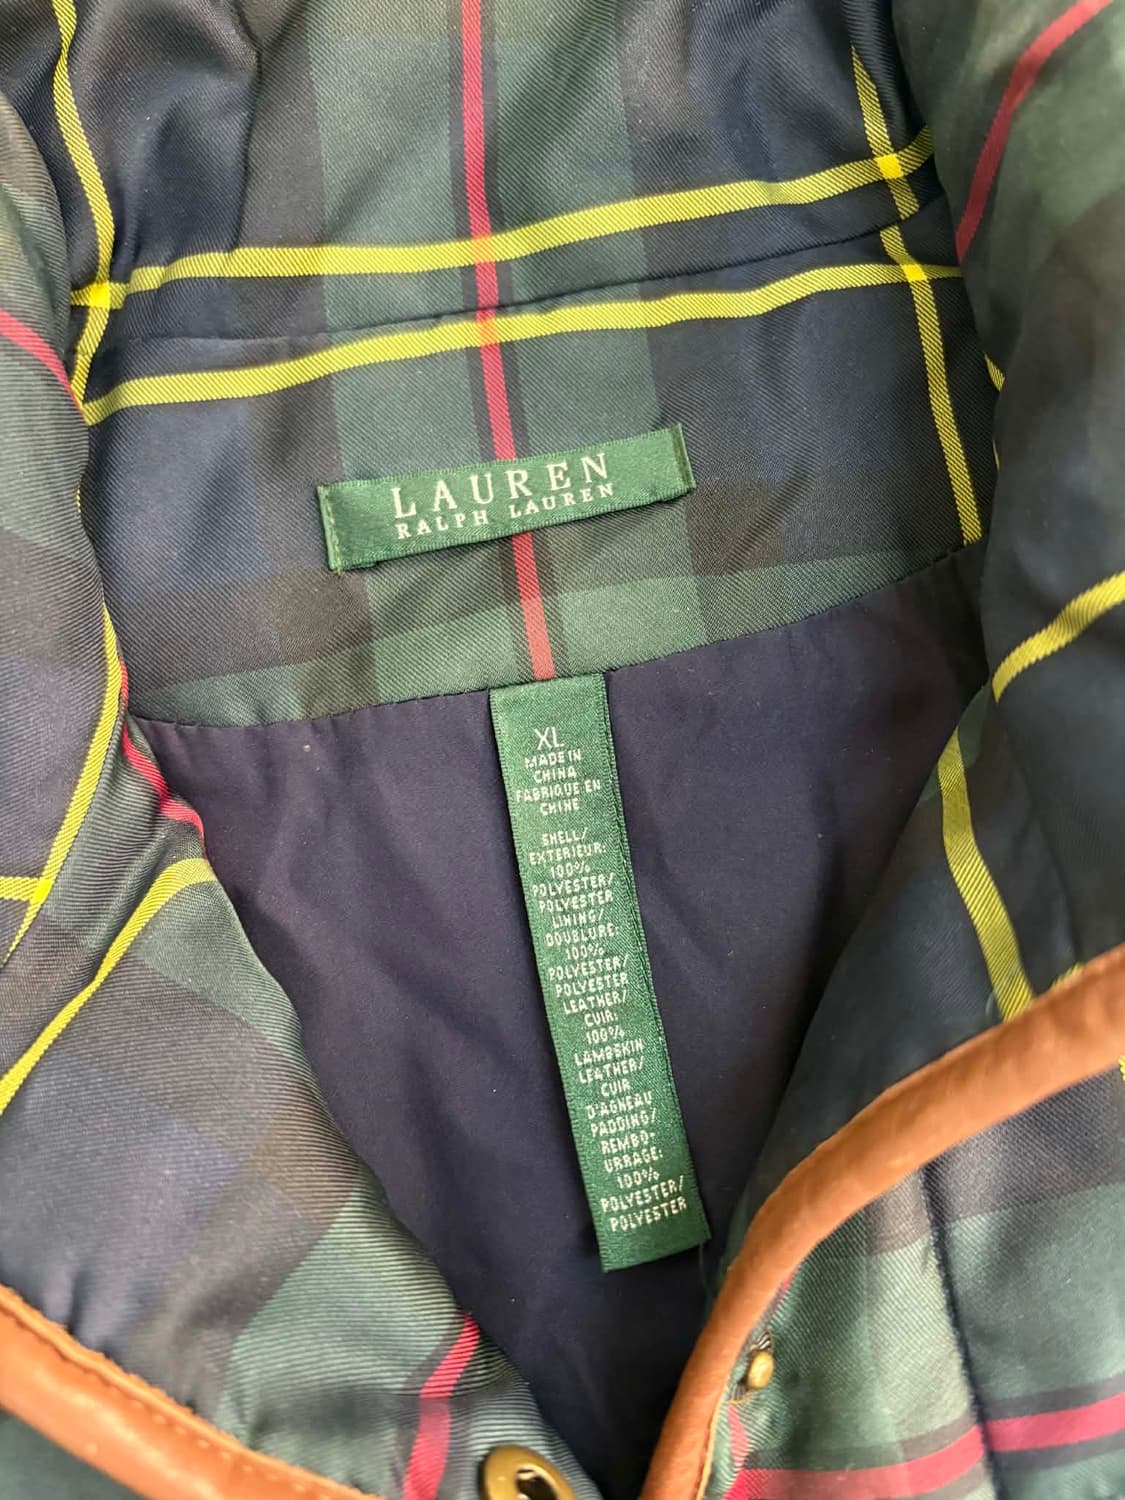 LAUREN
RALPH LAUREN
XL
MADE IN
CHINA
FABRIQUE EN
CHINE
SHELL/
EXTERIEUR:
100%
POLYESTER/
POLYESTER
LINING/
DOUBLURE:
100%
POLYESTER/
POLYESTER
LEATHER/
CUIR:
100%
LAMBSKIN
LEATHER/
CUIR
D'AGNEAU
PADDING/
REMBO-
URRAGE:
100%
POLYESTER/
POLYESTER